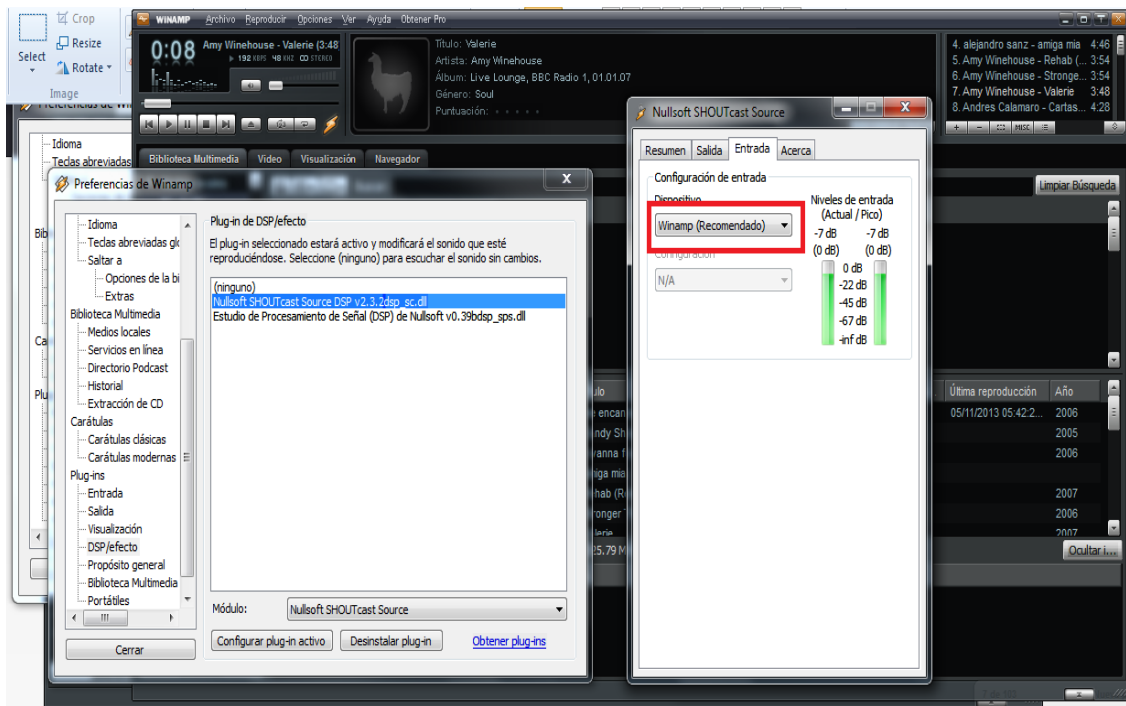 Crop
Resize
Select
Rotate
Image
WINAMP Archivo Reproducir Opciones Ver Ayuda Obtener Pro
0:08 Amy Winehouse - Valerie (3:48
192 KBPS 48 KHZ STEREO
Título: Valerie
Artista: Amy Winehouse
Álbum: Live Lounge, BBC Radio 1, 01.01.07
Género: Soul
Puntuación:
4. alejandro sanz - amiga mia 4:46
5. Amy Winehouse - Rehab (... 3:54
6. Amy Winehouse - Stronge... 3:54
7. Amy Winehouse - Valerie 3:48
8. Andres Calamaro - Cartas... 4:28
MISC
Biblioteca Multimedia Video Visualización Navegador
Limpiar Búsqueda
Idioma
Teclas abreviadas
Preferencias de Winamp
X
Idioma
Teclas abreviadas glo
Saltar a
Opciones de la bi
Extras
Biblioteca Multimedia
Medios locales
Servicios en línea
Directorio Podcast
Historial
Extracción de CD
Carátulas
Carátulas clásicas
Carátulas modernas
Plug-ins
Entrada
Salida
Visualización
DSP/efecto
Propósito general
Biblioteca Multimedia
Portátiles
Cerrar
Plug-in de DSP/efecto
El plug-in seleccionado estará activo y modificará el sonido que esté
reproduciéndose. Seleccione (ninguno) para escuchar el sonido sin cambios.
(ninguno)
Nullsoft SHOUTcast Source DSP v2.3.2dsp_sc.dll
Estudio de Procesamiento de Señal (DSP) de Nullsoft v0.39bdsp_sps.dll
Módulo: Nullsoft SHOUTcast Source
Configurar plug-in activo Desinstalar plug-in Obtener plug-ins
Nullsoft SHOUTcast Source
X
Resumen Salida Entrada Acerca
Configuración de entrada
Dispositivo
Winamp (Recomendado)
Configuración
N/A
Niveles de entrada
(Actual / Pico)
-7 dB -7 dB
(0 dB) (0 dB)
0 dB
-22 dB
-45 dB
-67 dB
-inf dB
Última reproducción Año
05/11/2013 05:42:2... 2006
2005
2006
2007
2006
2007
Ocultar i...